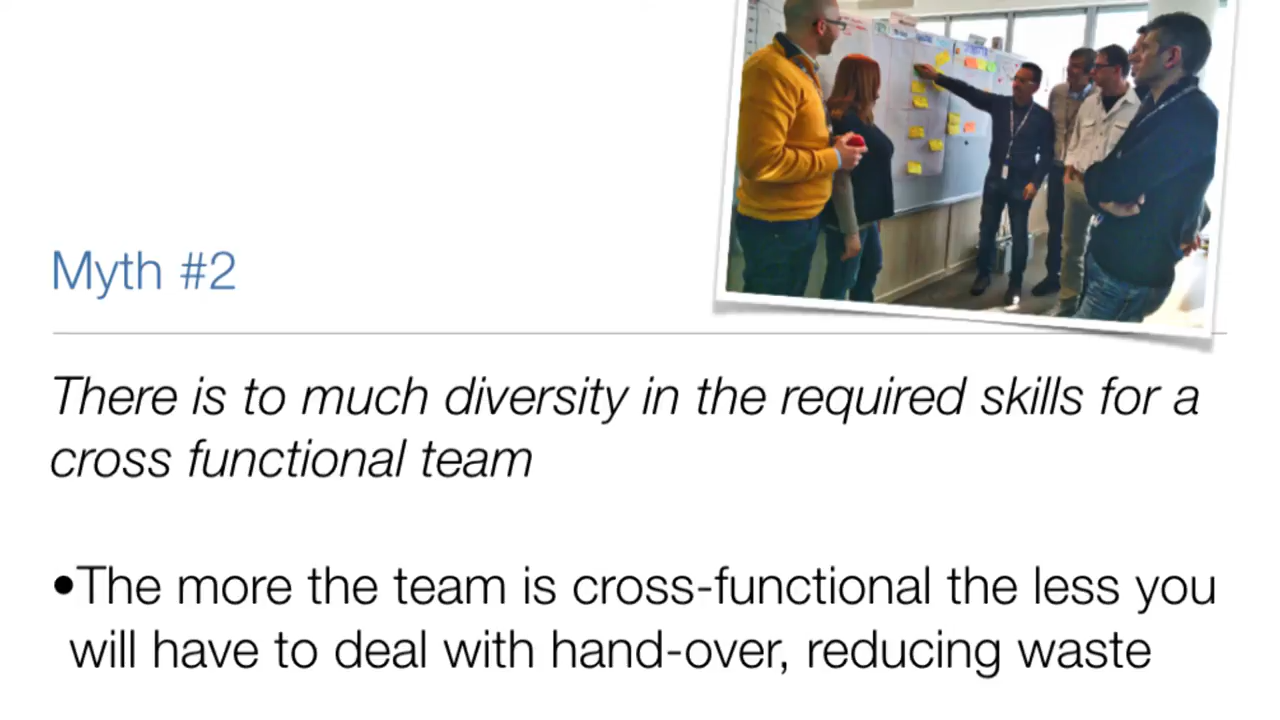 Myth #2
There is to much diversity in the required skills for a
cross functional team
•The more the team is cross-functional the less you
will have to deal with hand-over, reducing waste